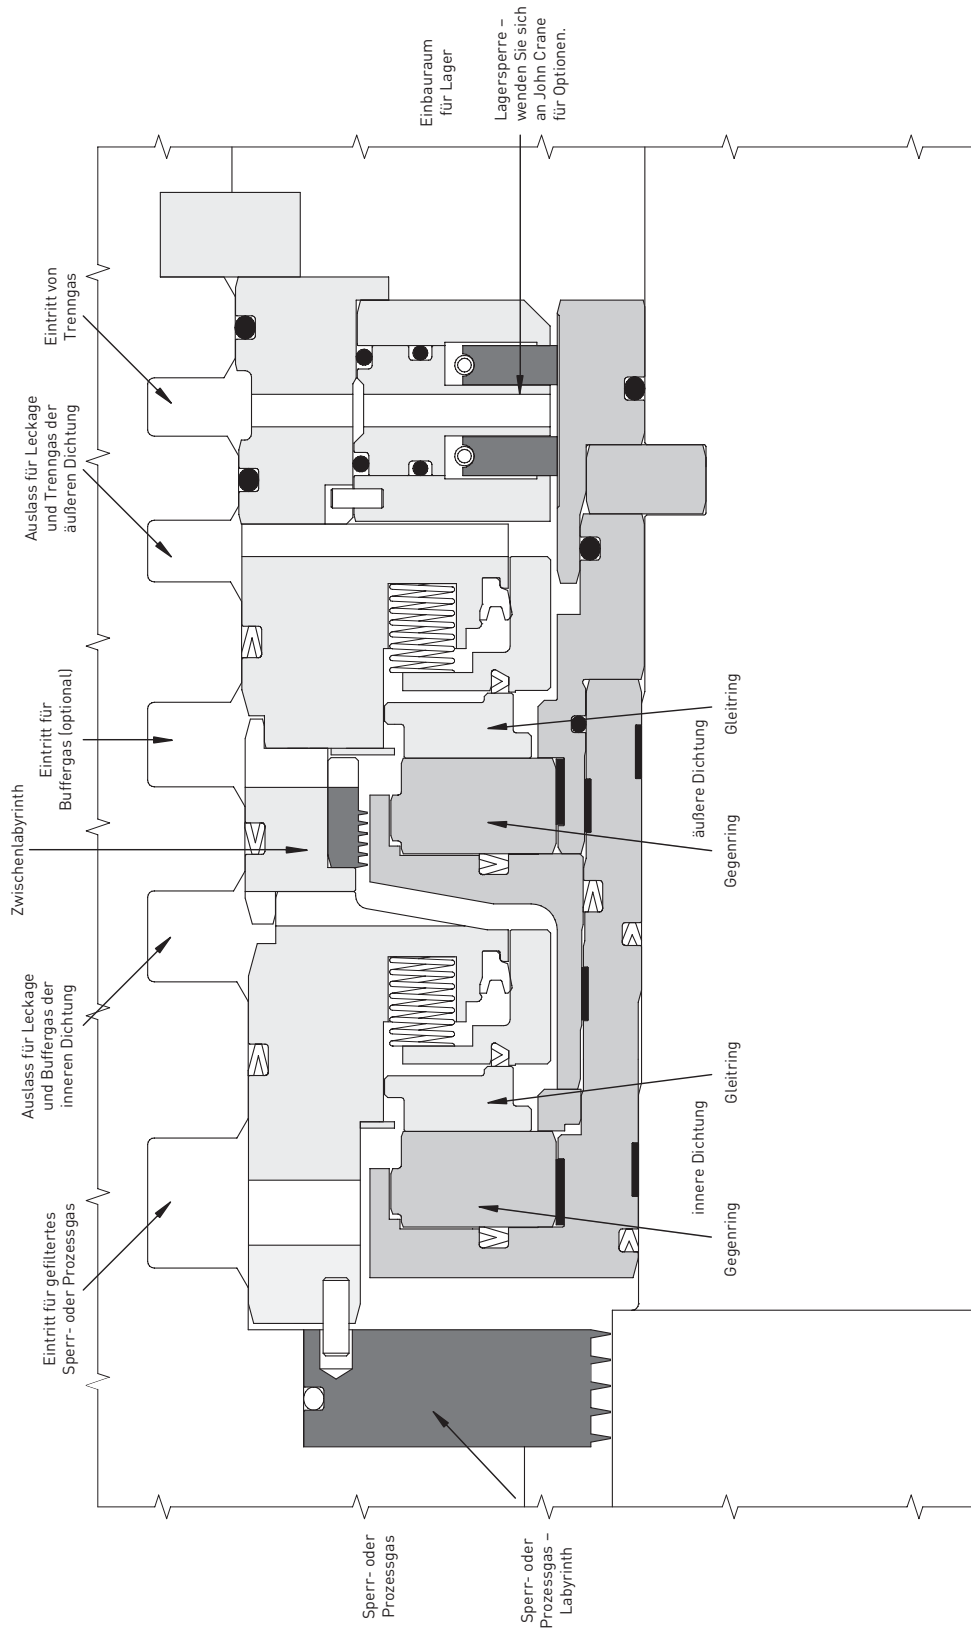 Sperr- oder
Prozessgas
Sperr- oder
Prozessgas –
Labyrinth
Eintritt für gefiltertes
Sperr- oder Prozessgas
Auslass für Leckage
und Buffergas der
inneren Dichtung
Zwischenlabyrinth
Eintritt für
Buffergas (optional)
Auslass für Leckage
und Trenngas der
äußeren Dichtung
Eintritt von
Trenngas
Einbauraum
für Lager
Lagersperre –
wenden Sie sich
an John Crane
für Optionen.
innere Dichtung
Gegenring
Gleitring
äußere Dichtung
Gegenring
Gleitring